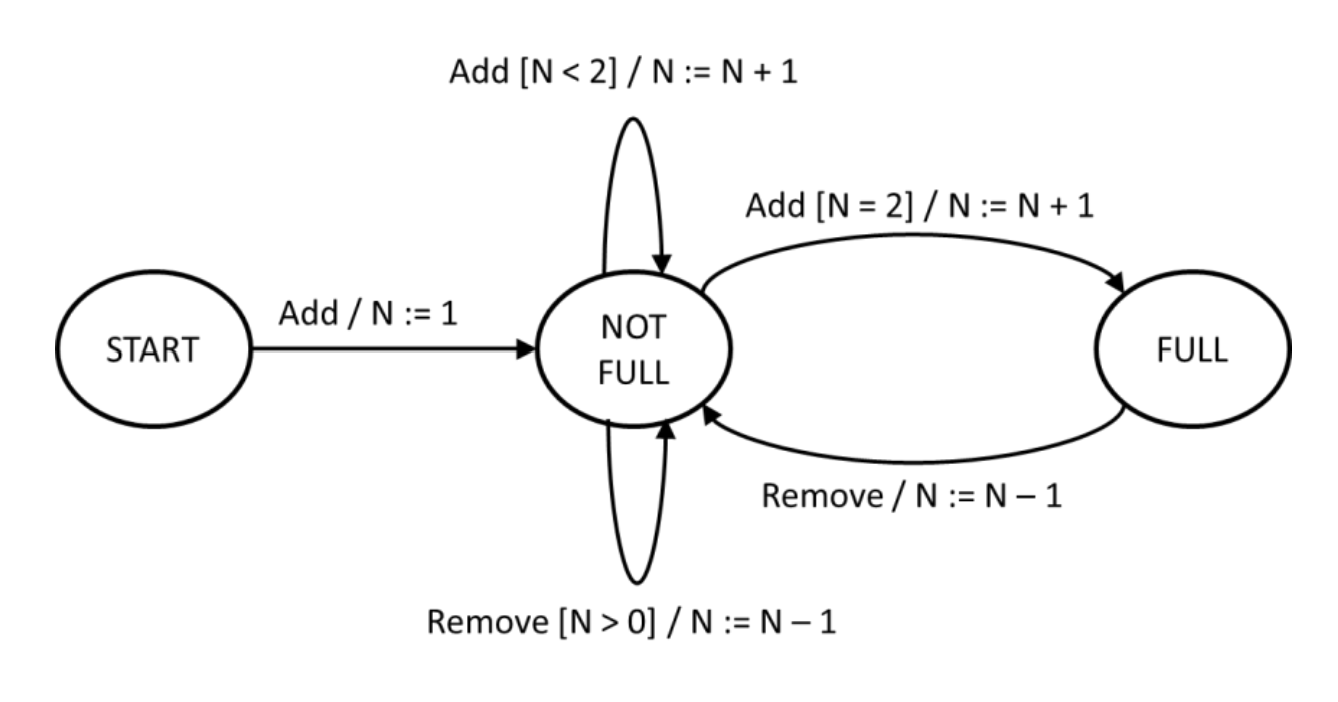 Add [N < 2] / N := N + 1
Add [N = 2] / N := N + 1
Add / N := 1
START
NOT
FULL
FULL
Remove / N := N – 1
Remove [N > 0] / N := N – 1